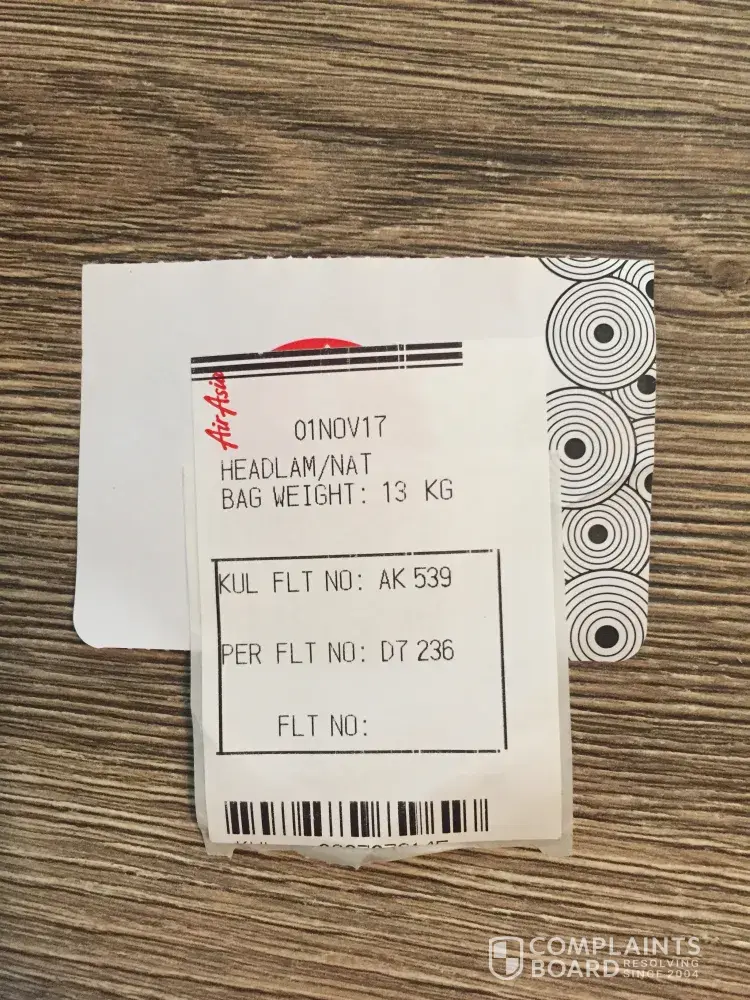 AirAsia
01NOV17
HEADLAM/NAT
BAG WEIGHT: 13 KG
KUL FLT NO: AK 539
PER FLT NO: D7 236
FLT NO:
COMPLAINTS
BOARD RESOLVING
SINCE 2004